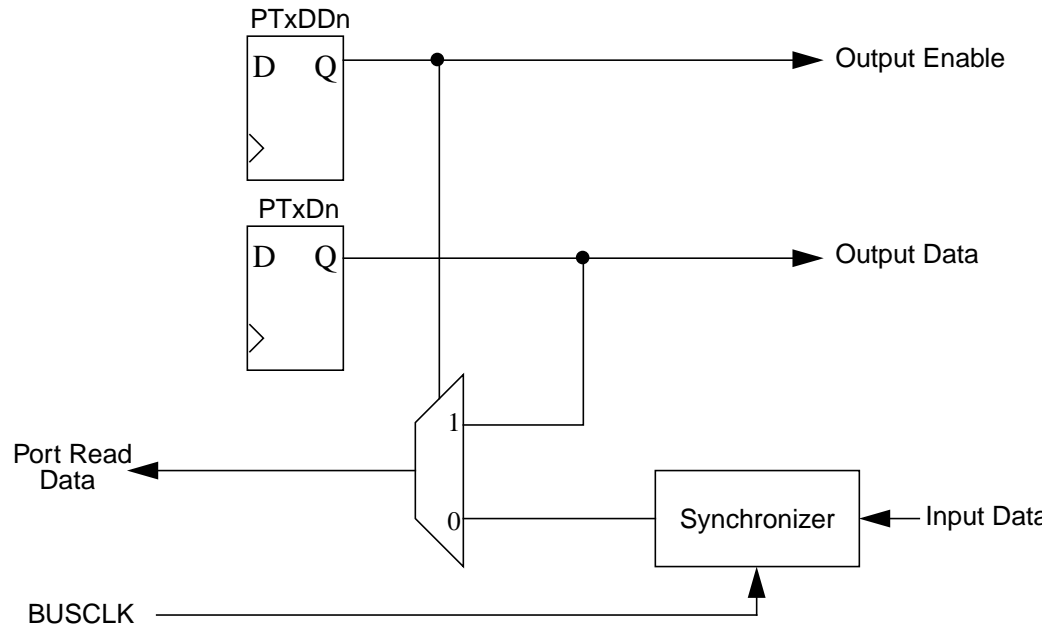 PTxDDn
D Q
Output Enable
PTxDn
D Q
Output Data
1
Port Read
Data
0
Synchronizer
Input Data
BUSCLK